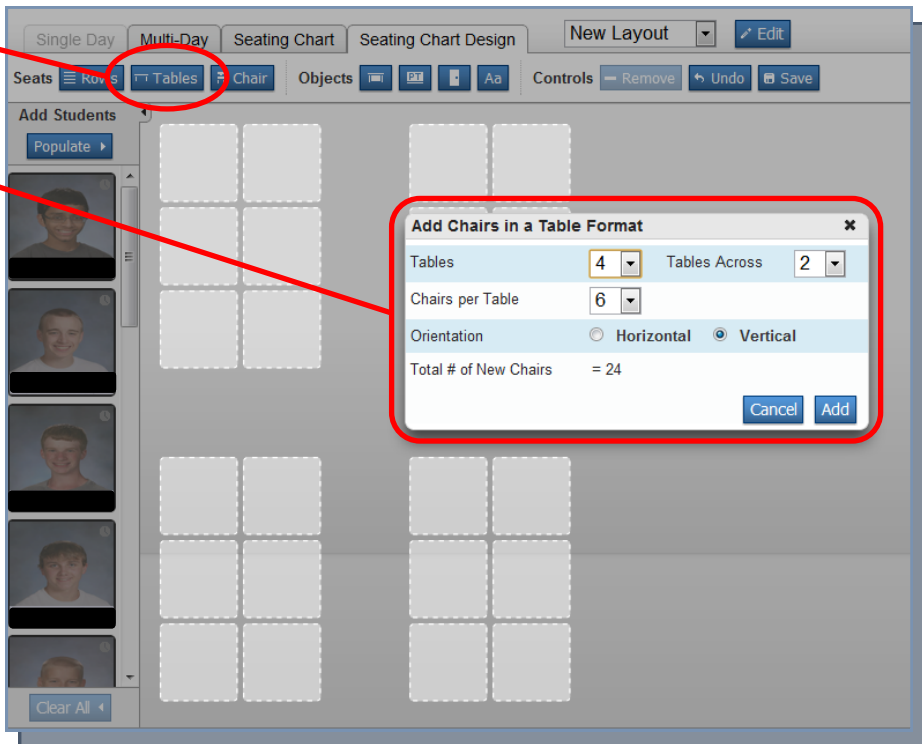 Single Day Multi-Day Seating Chart Seating Chart Design New Layout Edit
Seats Rows Tables Chair Objects PT Aa Controls Remove Undo Save
Add Students
Populate
Add Chairs in a Table Format
Tables 4 Tables Across 2
Chairs per Table 6
Orientation Horizontal Vertical
Total # of New Chairs = 24
Cancel Add
Clear All